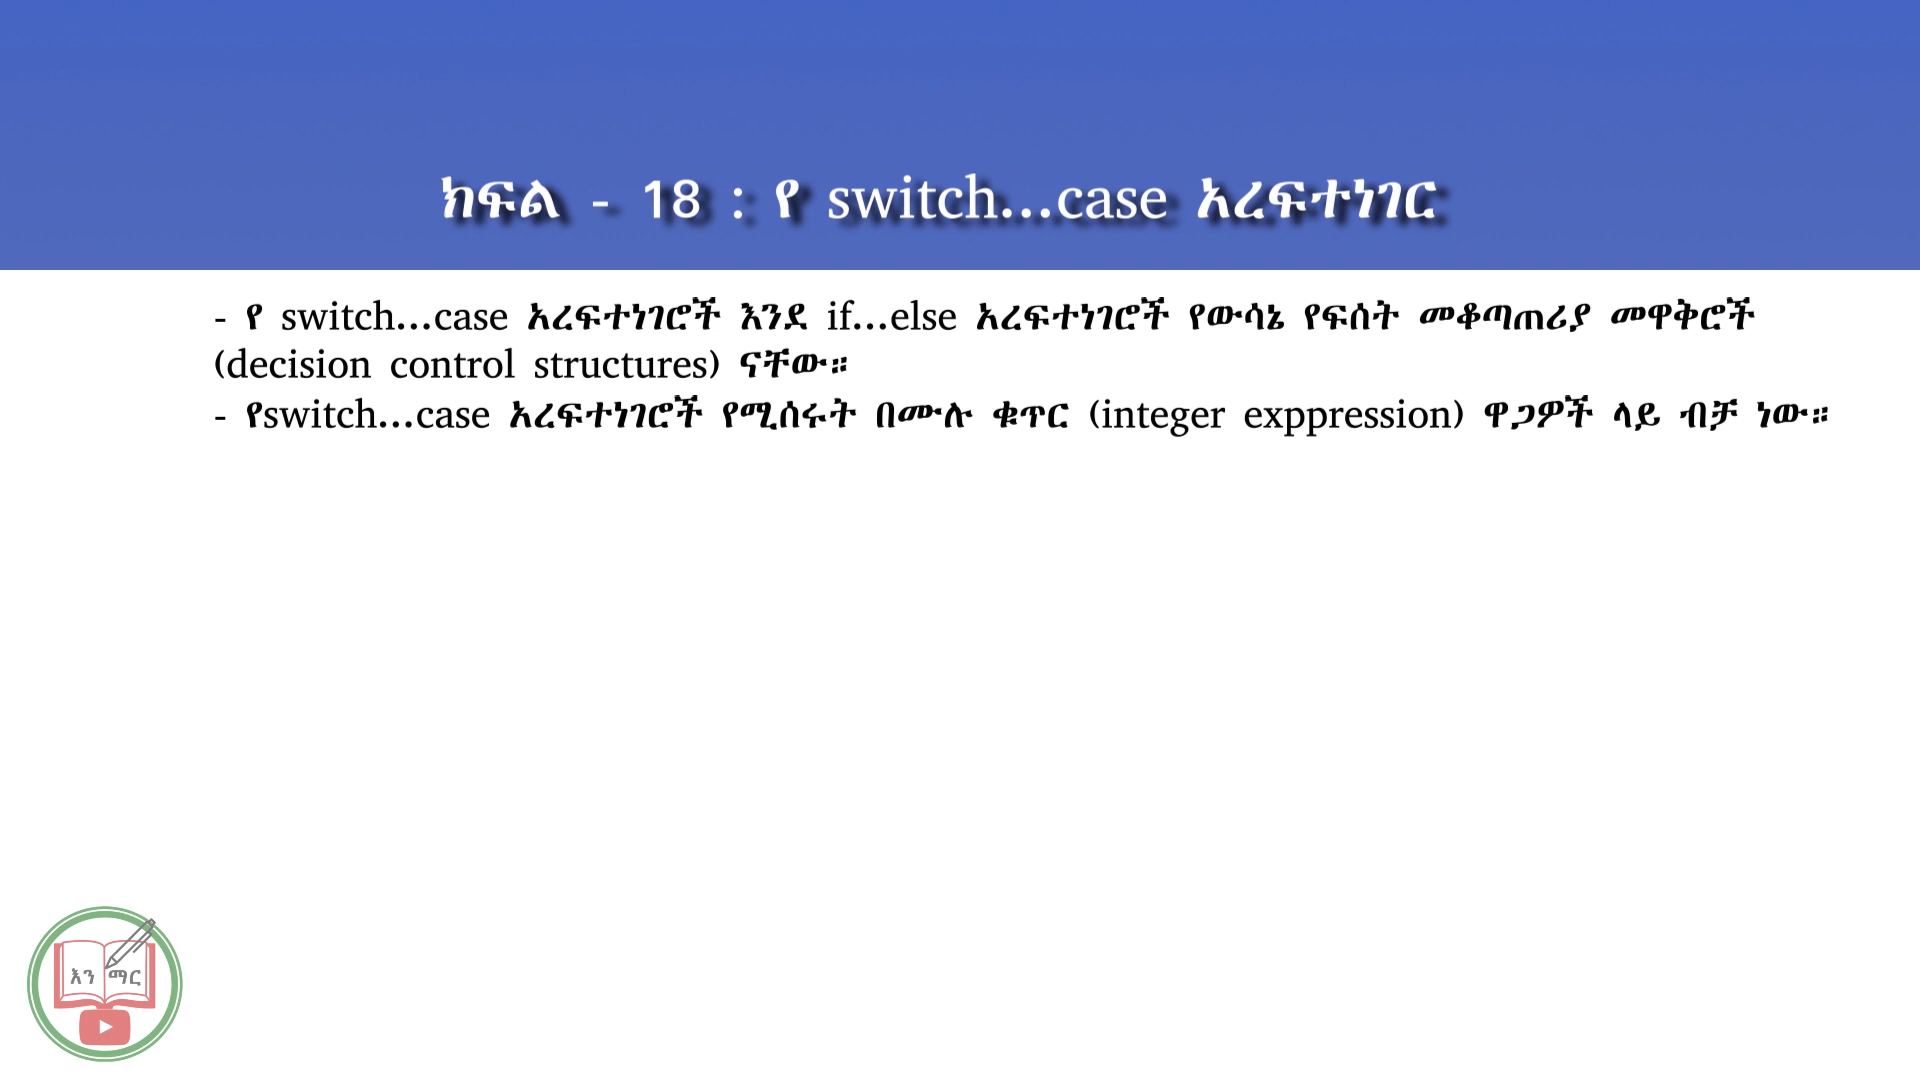 ክፍል - 18 : የ switch...case አረፍተነገር
- የ switch...case አረፍተነገሮች እንደ if...else አረፍተነገሮች የውሳኔ የፍሰት መቆጣጠሪያ መዋቅሮች
(decision control structures) ናቸው።
- የswitch...case አረፍተነገሮች የሚሰሩት በሙሉ ቁጥር (integer exppression) ዋጋዎች ላይ ብቻ ነው።
እን ማር